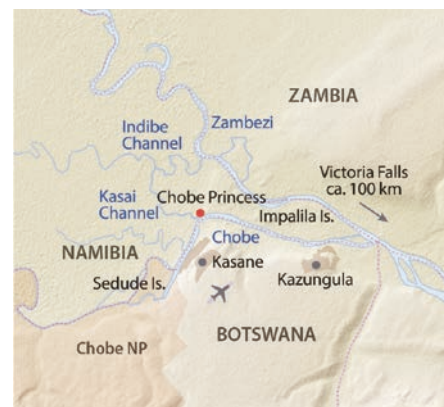 ZAMBIA
Indibe
Channel
Zambezi
Victoria Falls
ca. 100 km
Kasai
Channel
Chobe Princess
Impalila Is.
Chobe
NAMIBIA
Kasane
Sedude Is.
Kazungula
BOTSWANA
Chobe NP